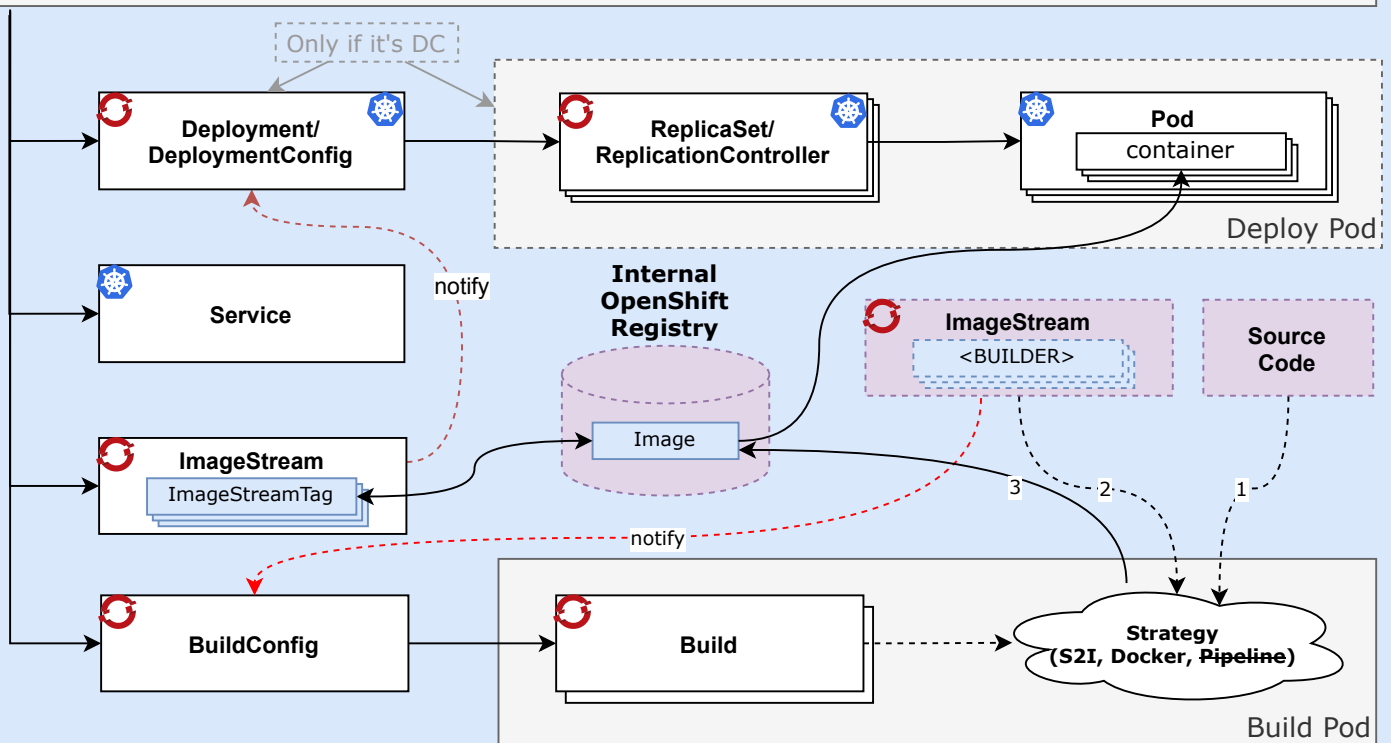 Only if it's DC
Deployment/
DeploymentConfig
ReplicaSet/
ReplicationController
Pod
container
Deploy Pod
notify
Service
Internal
OpenShift
Registry
ImageStream
<BUILDER>
Source
Code
Image
ImageStream
ImageStreamTag
3
2
1
notify
BuildConfig
Build
Strategy
(S2I, Docker, Pipeline)
Build Pod